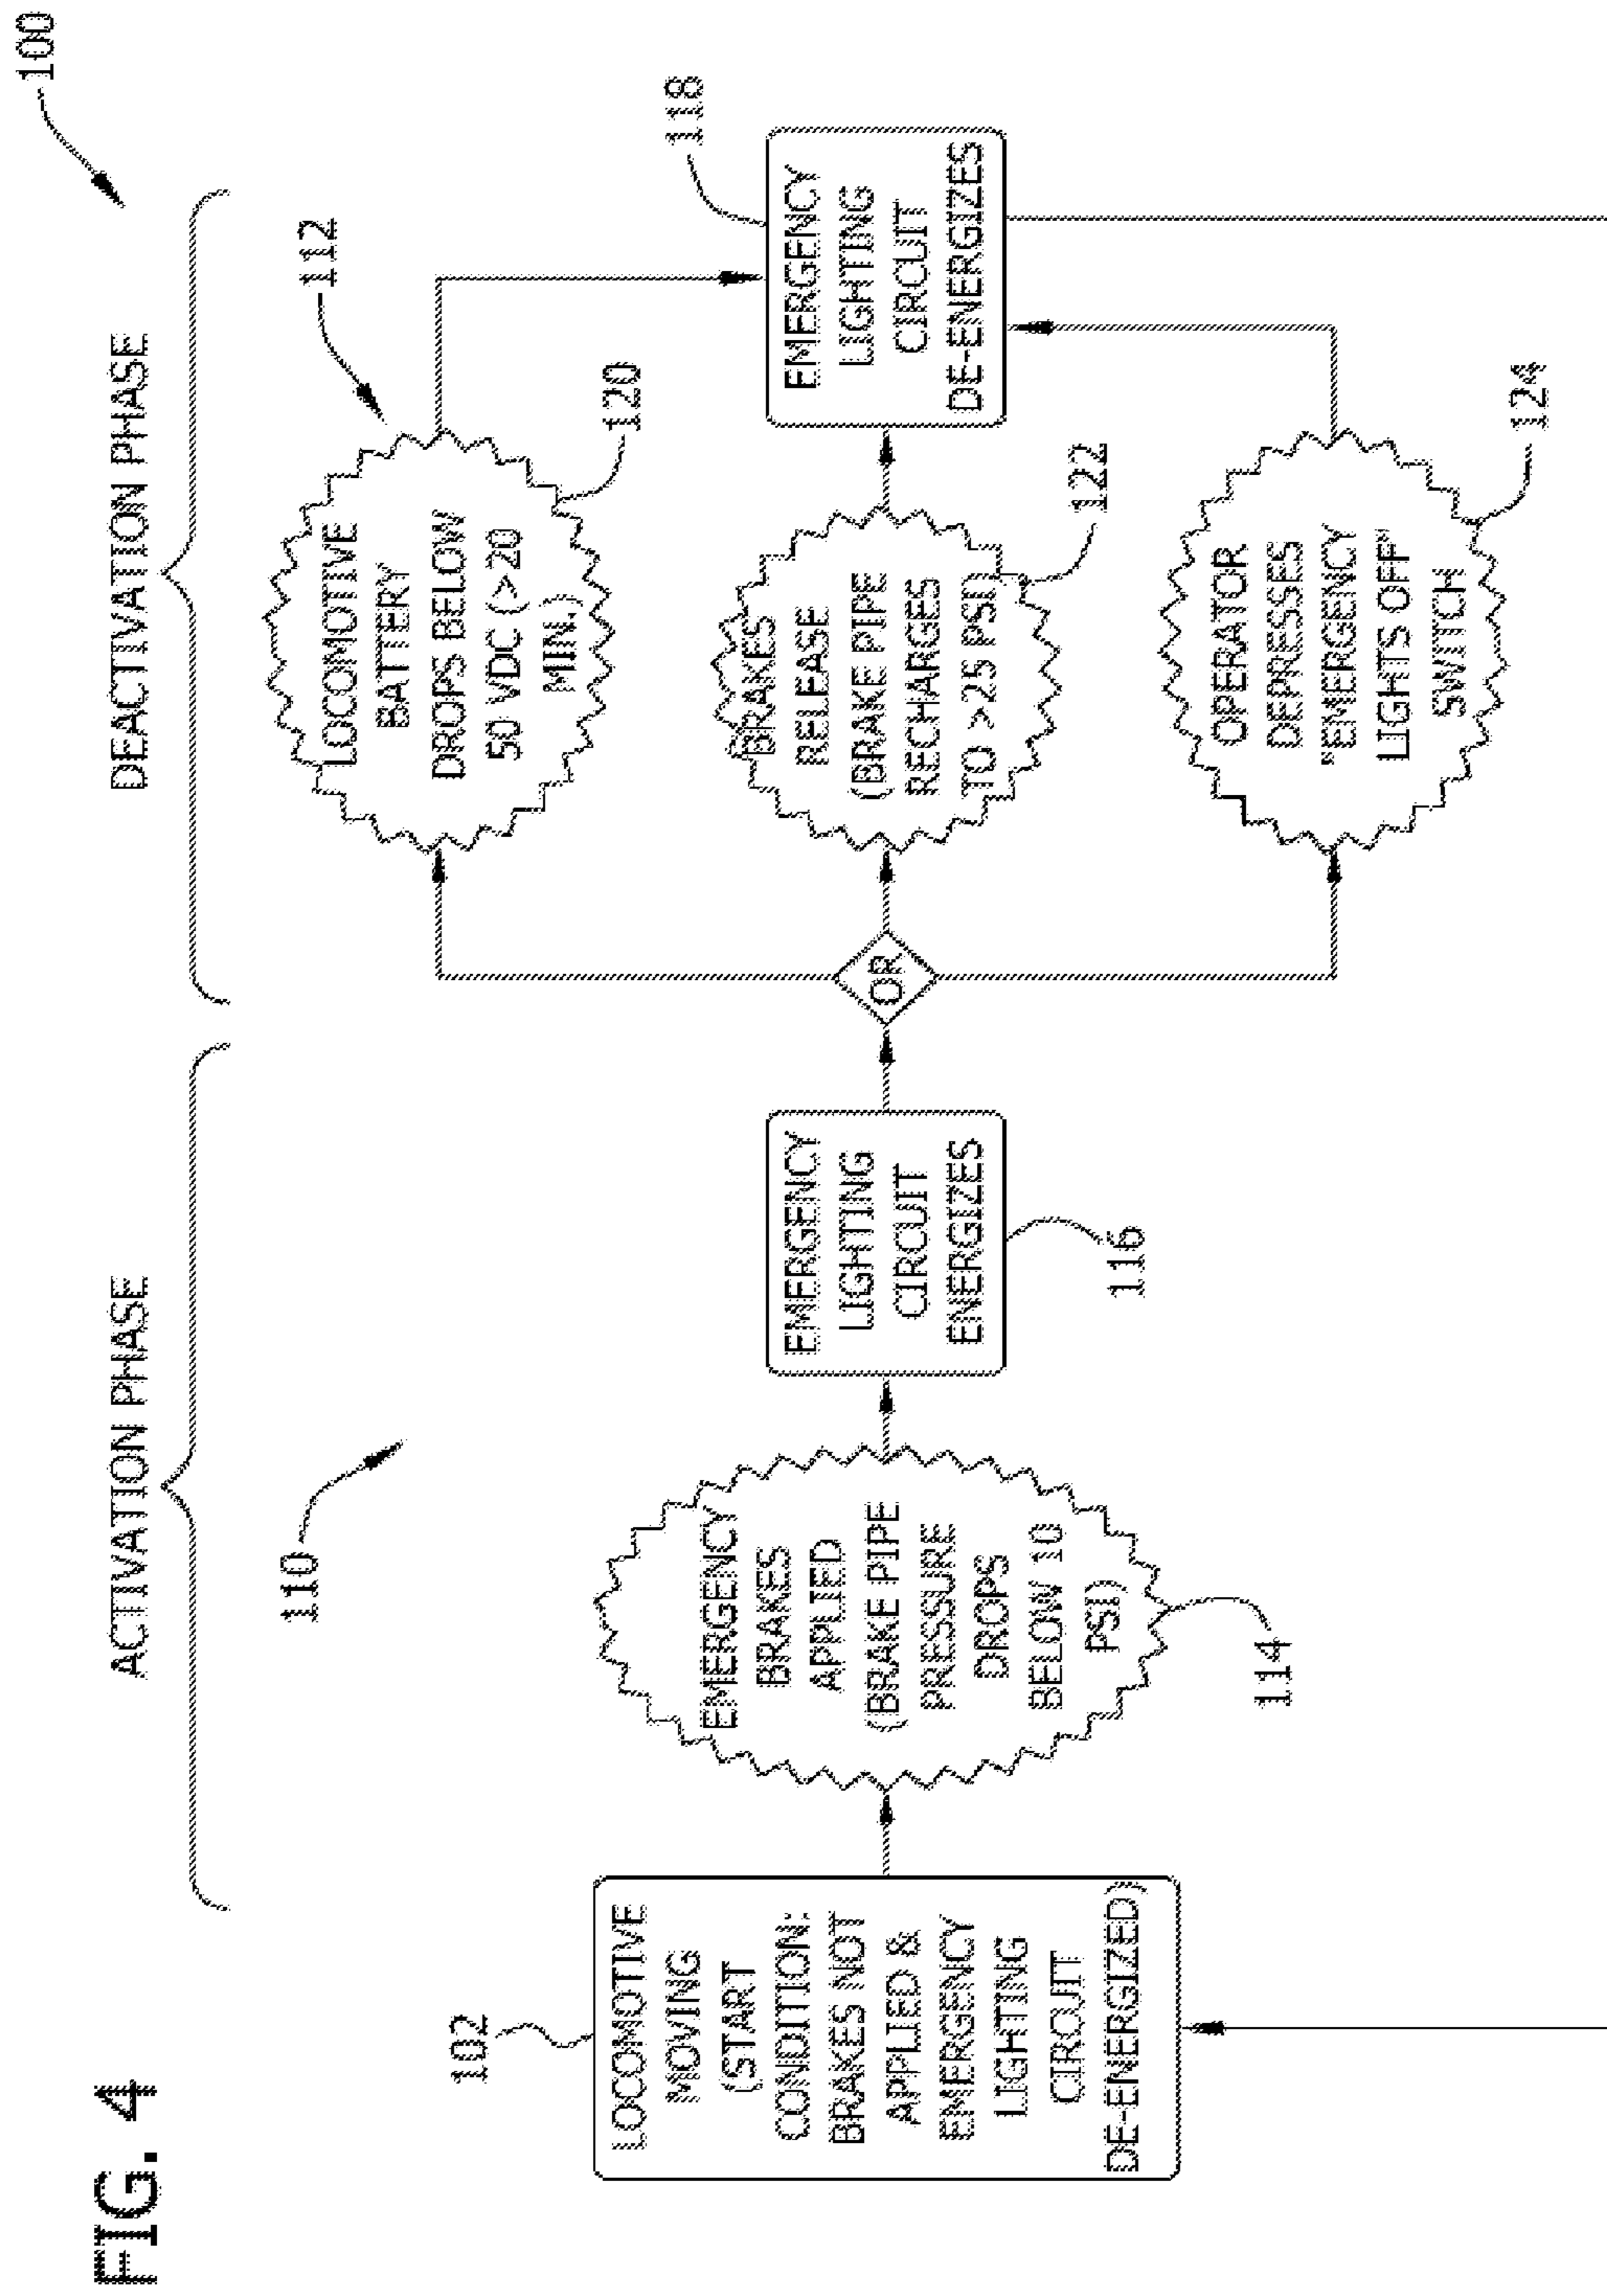 FIG. 4
100
ACTIVATION PHASE
DEACTIVATION PHASE
110
112
102
LOCOMOTIVE
MOVING
(START
CONDITION:
BRAKES NOT
APPLIED &
EMERGENCY
LIGHTING
CIRCUIT
DE-ENERGIZED)
EMERGENCY
BRAKES
APPLIED
(BRAKE PIPE
PRESSURE
DROPS
BELOW 10
PSI)
114
EMERGENCY
LIGHTING
CIRCUIT
ENERGIZES
116
OR
LOCOMOTIVE
BATTERY
DROPS BELOW
50 VDC (>20
MIN.)
120
BRAKES
RELEASE
(BRAKE PIPE
RECHARGES
TO >25 PSI)
122
OPERATOR
DEPRESSES
"EMERGENCY
LIGHTS OFF"
SWITCH
124
118
EMERGENCY
LIGHTING
CIRCUIT
DE-ENERGIZES